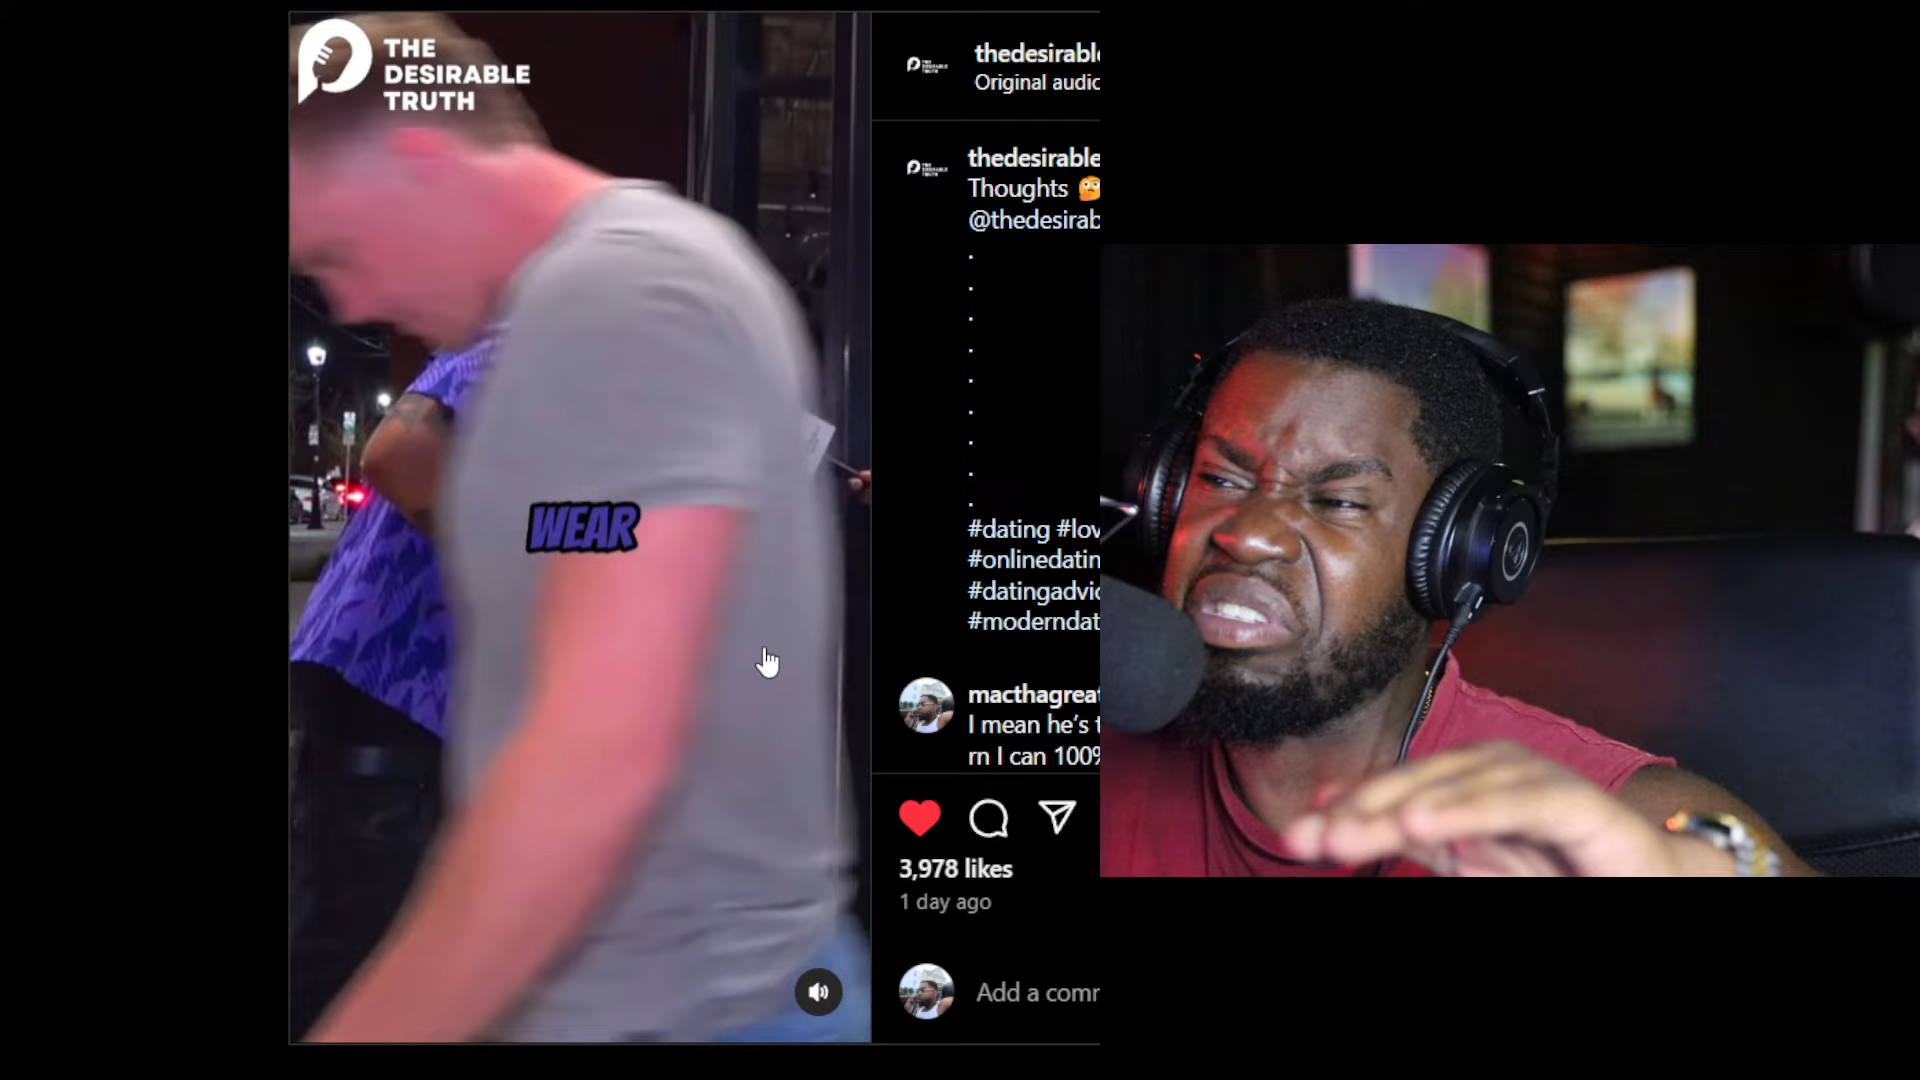 THE
DESIRABLE
TRUTH
WEAR
thedesirable
Original audio
thedesirable
Thoughts
@thedesirab
.
.
.
.
.
.
.
.
.
#dating #lov
#onlinedatin
#datingadvic
#moderndat
macthagreat
I mean he's t
rn I can 100%
3,978 likes
1 day ago
Add a comr